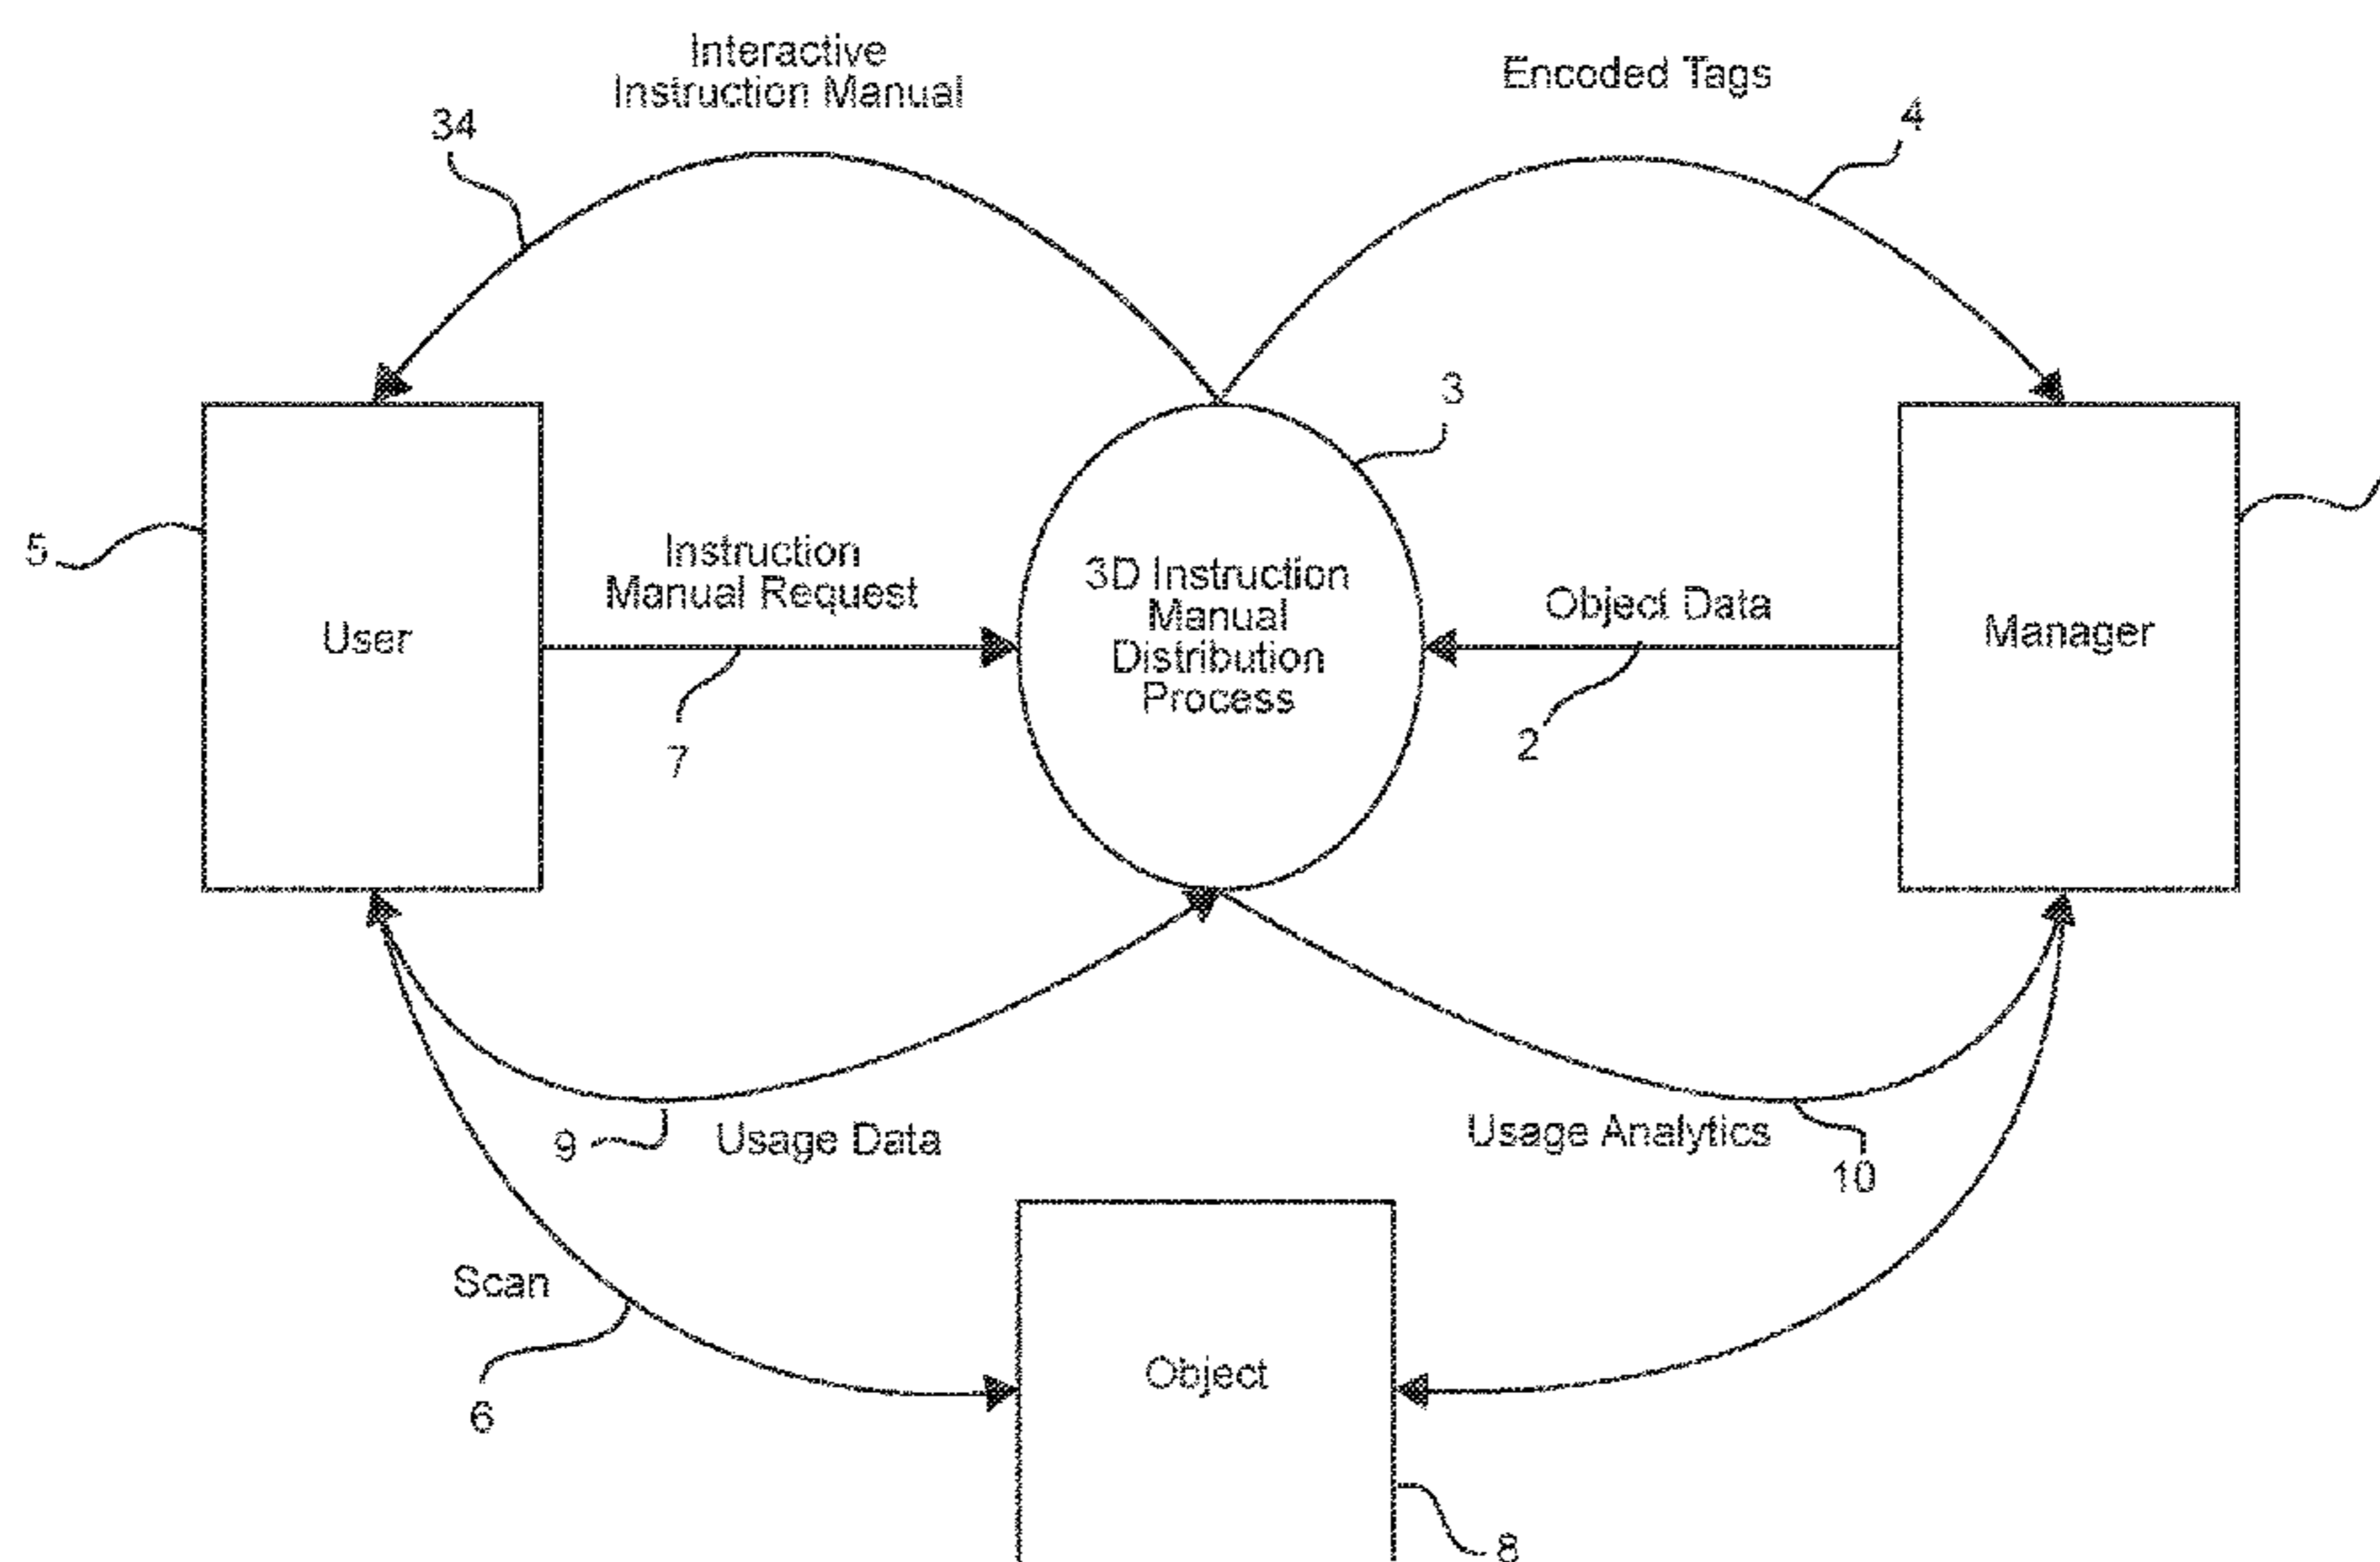 Interactive
Instruction Manual
Encoded Tags
34
4
3
5
User
Instruction
Manual Request
7
3D Instruction
Manual
Distribution
Process
Object Data
2
Manager
9
Usage Data
Usage Analytics
10
Scan
6
Object
8